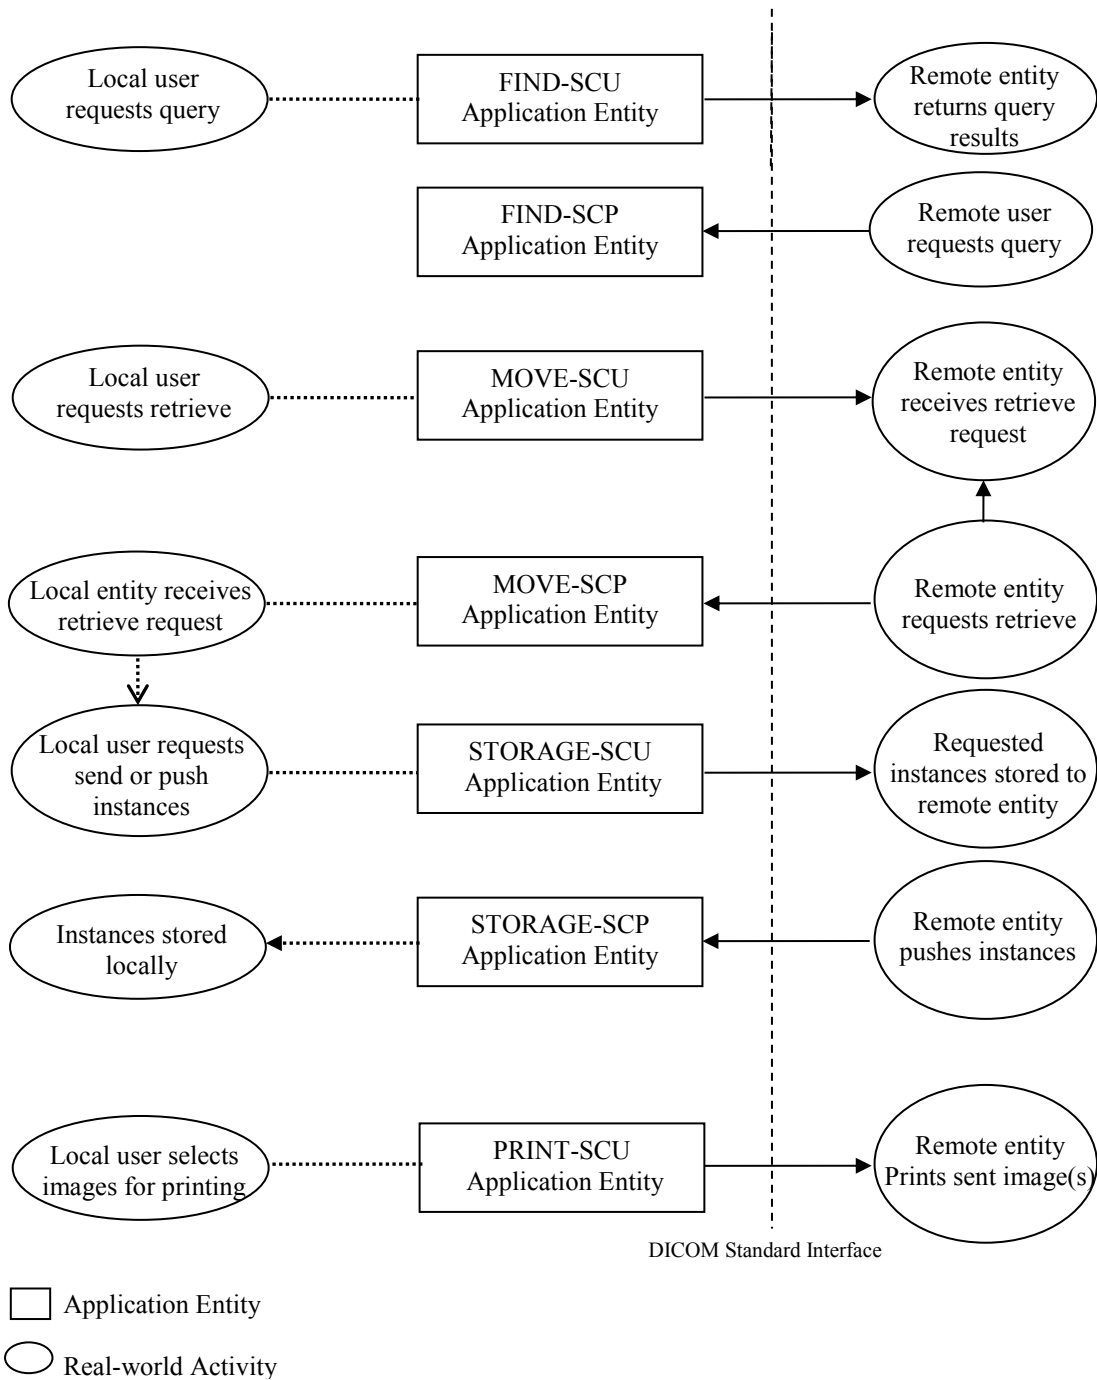 Local user
requests query
FIND-SCU
Application Entity
Remote entity
returns query
results
FIND-SCP
Application Entity
Remote user
requests query
Local user
requests retrieve
MOVE-SCU
Application Entity
Remote entity
receives retrieve
request
Local entity receives
retrieve request
MOVE-SCP
Application Entity
Remote entity
requests retrieve
Local user requests
send or push
instances
STORAGE-SCU
Application Entity
Requested
instances stored to
remote entity
Instances stored
locally
STORAGE-SCP
Application Entity
Remote entity
pushes instances
Local user selects
images for printing
PRINT-SCU
Application Entity
Remote entity
Prints sent image(s)
DICOM Standard Interface
Application Entity
Real-world Activity